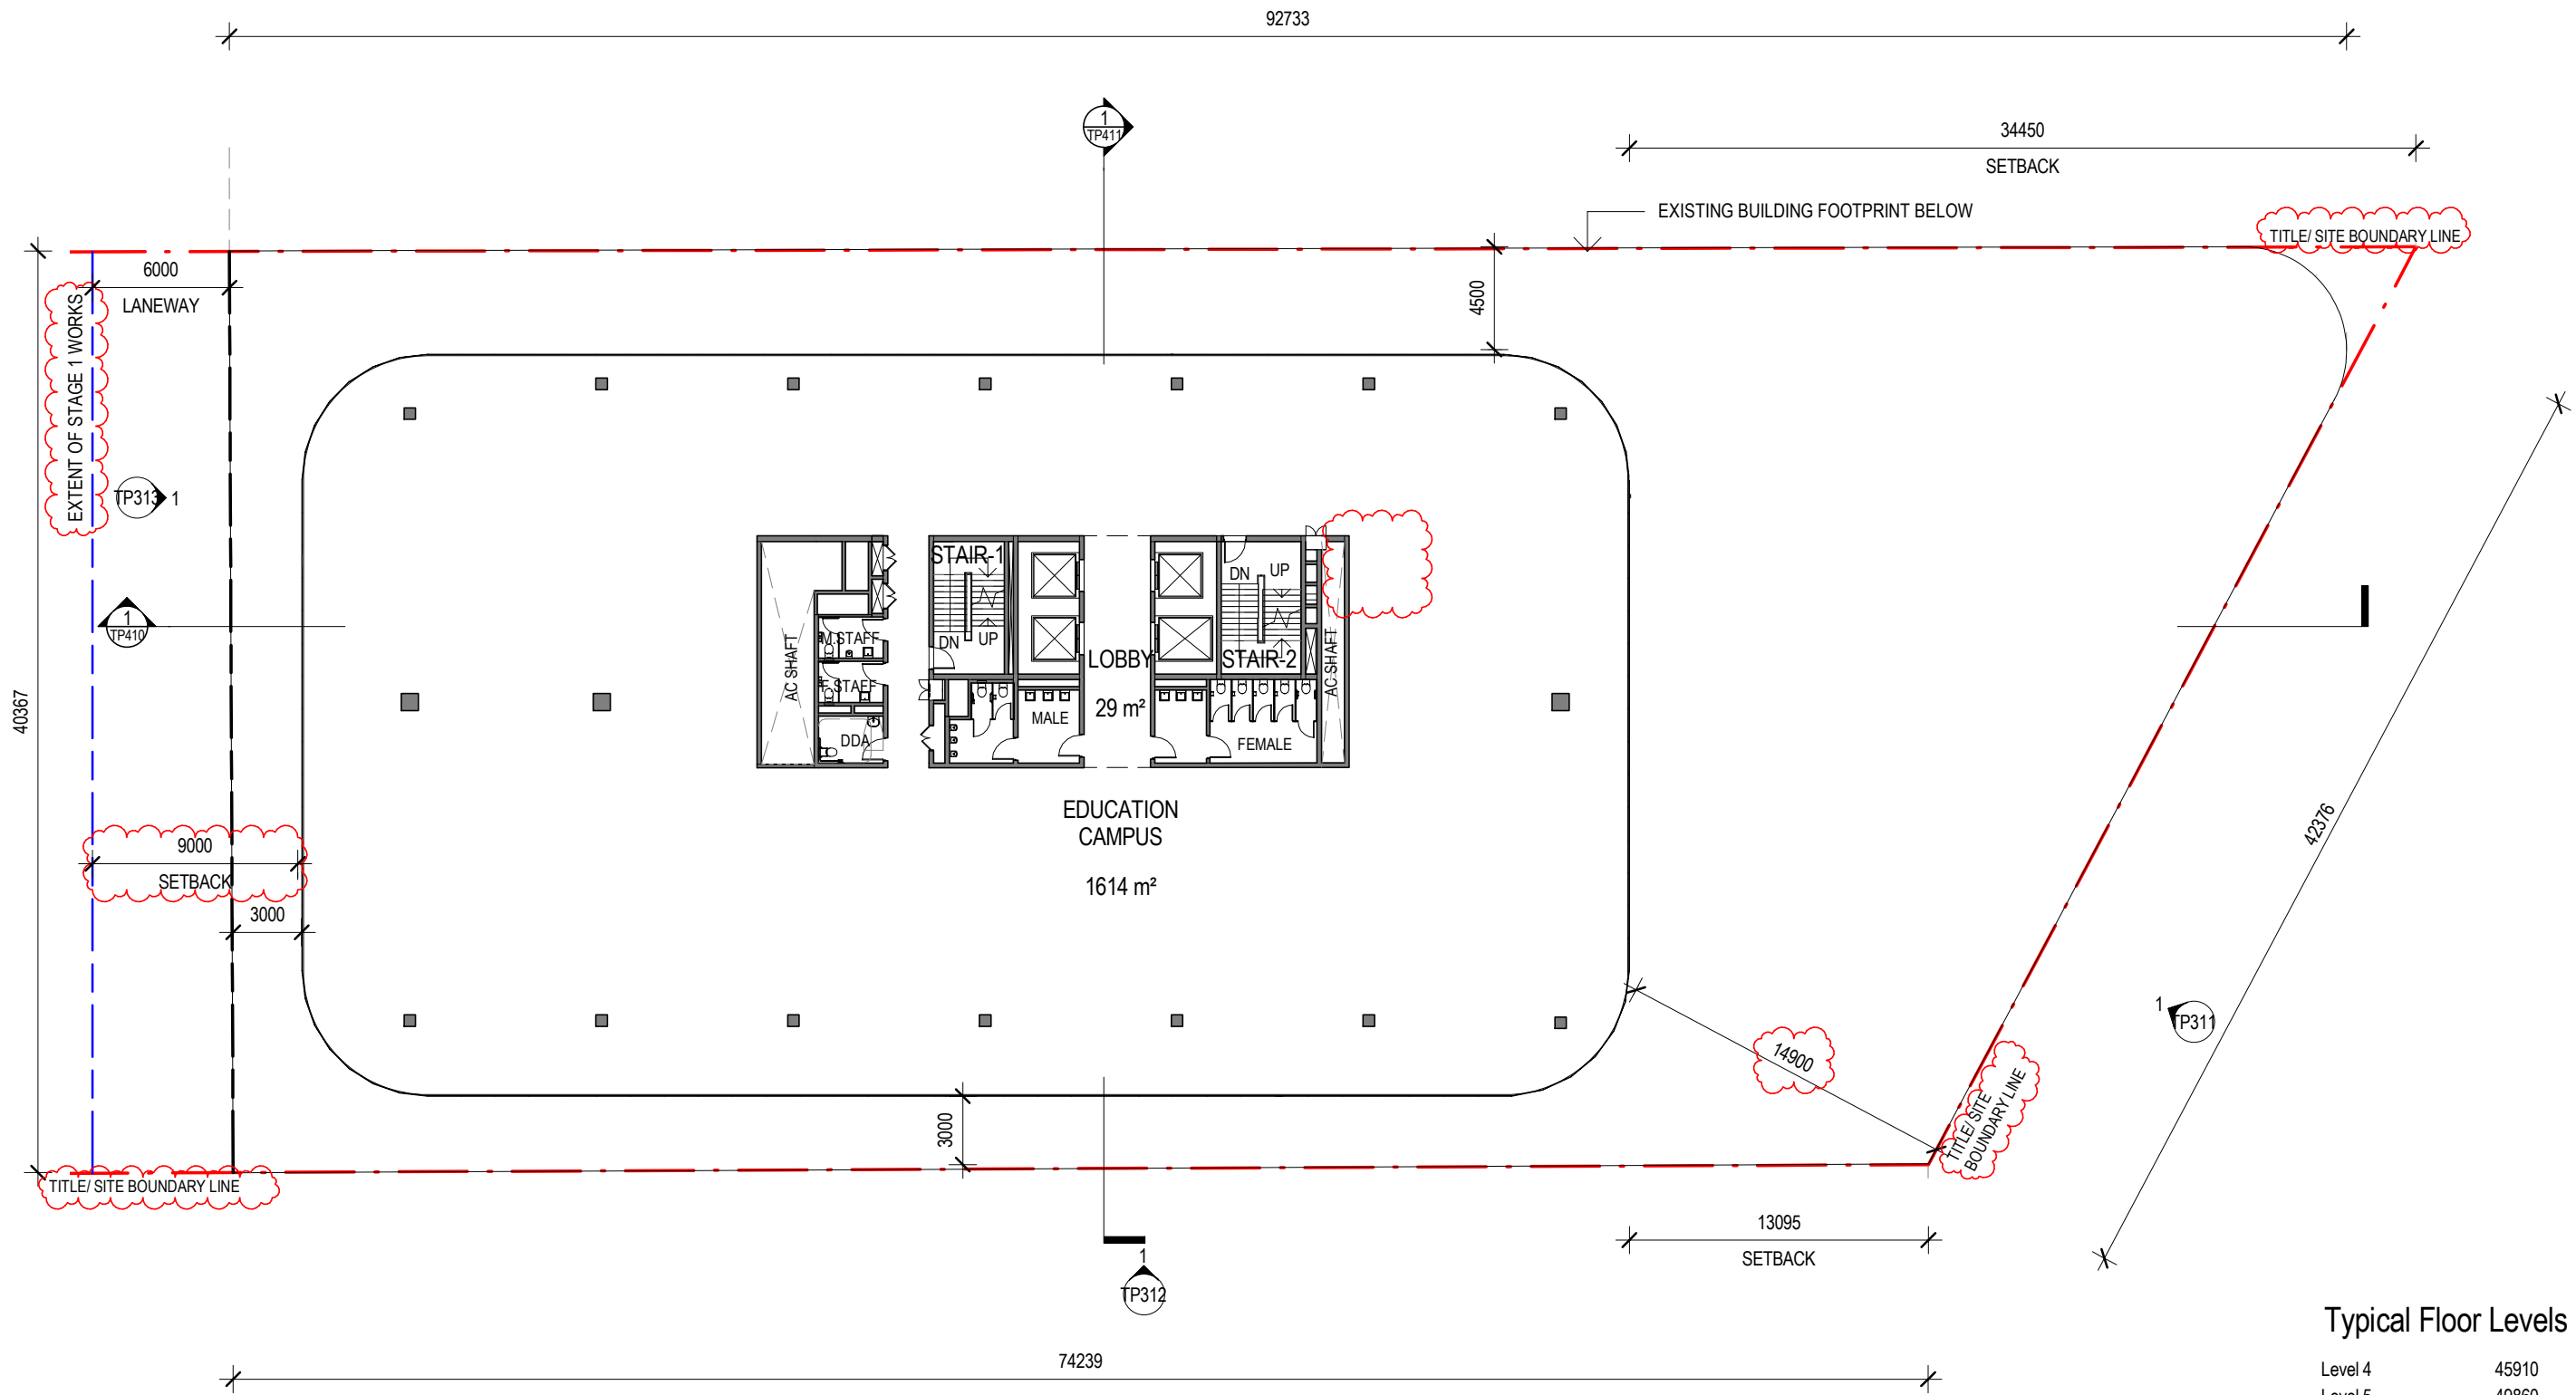 92733
1
TP411
34450
SETBACK
EXISTING BUILDING FOOTPRINT BELOW
TITLE/ SITE BOUNDARY LINE
6000
LANEWAY
EXTENT OF STAGE 1 WORKS
4500
TP313
1
1
TP410
40367
STAIR-1
DN
UP
DN
UP
M.STAFF
F.STAFF
AC SHAFT
LOBBY
29 m²
STAIR-2
AC SHAFT
MALE
DDA
FEMALE
EDUCATION
CAMPUS
1614 m²
9000
SETBACK
3000
42376
1
TP311
14900
TITLE/ SITE
BOUNDARY LINE
3000
TITLE/ SITE BOUNDARY LINE
13095
SETBACK
1
TP312
74239
Typical Floor Levels
Level 4 45910
Level 5 49860